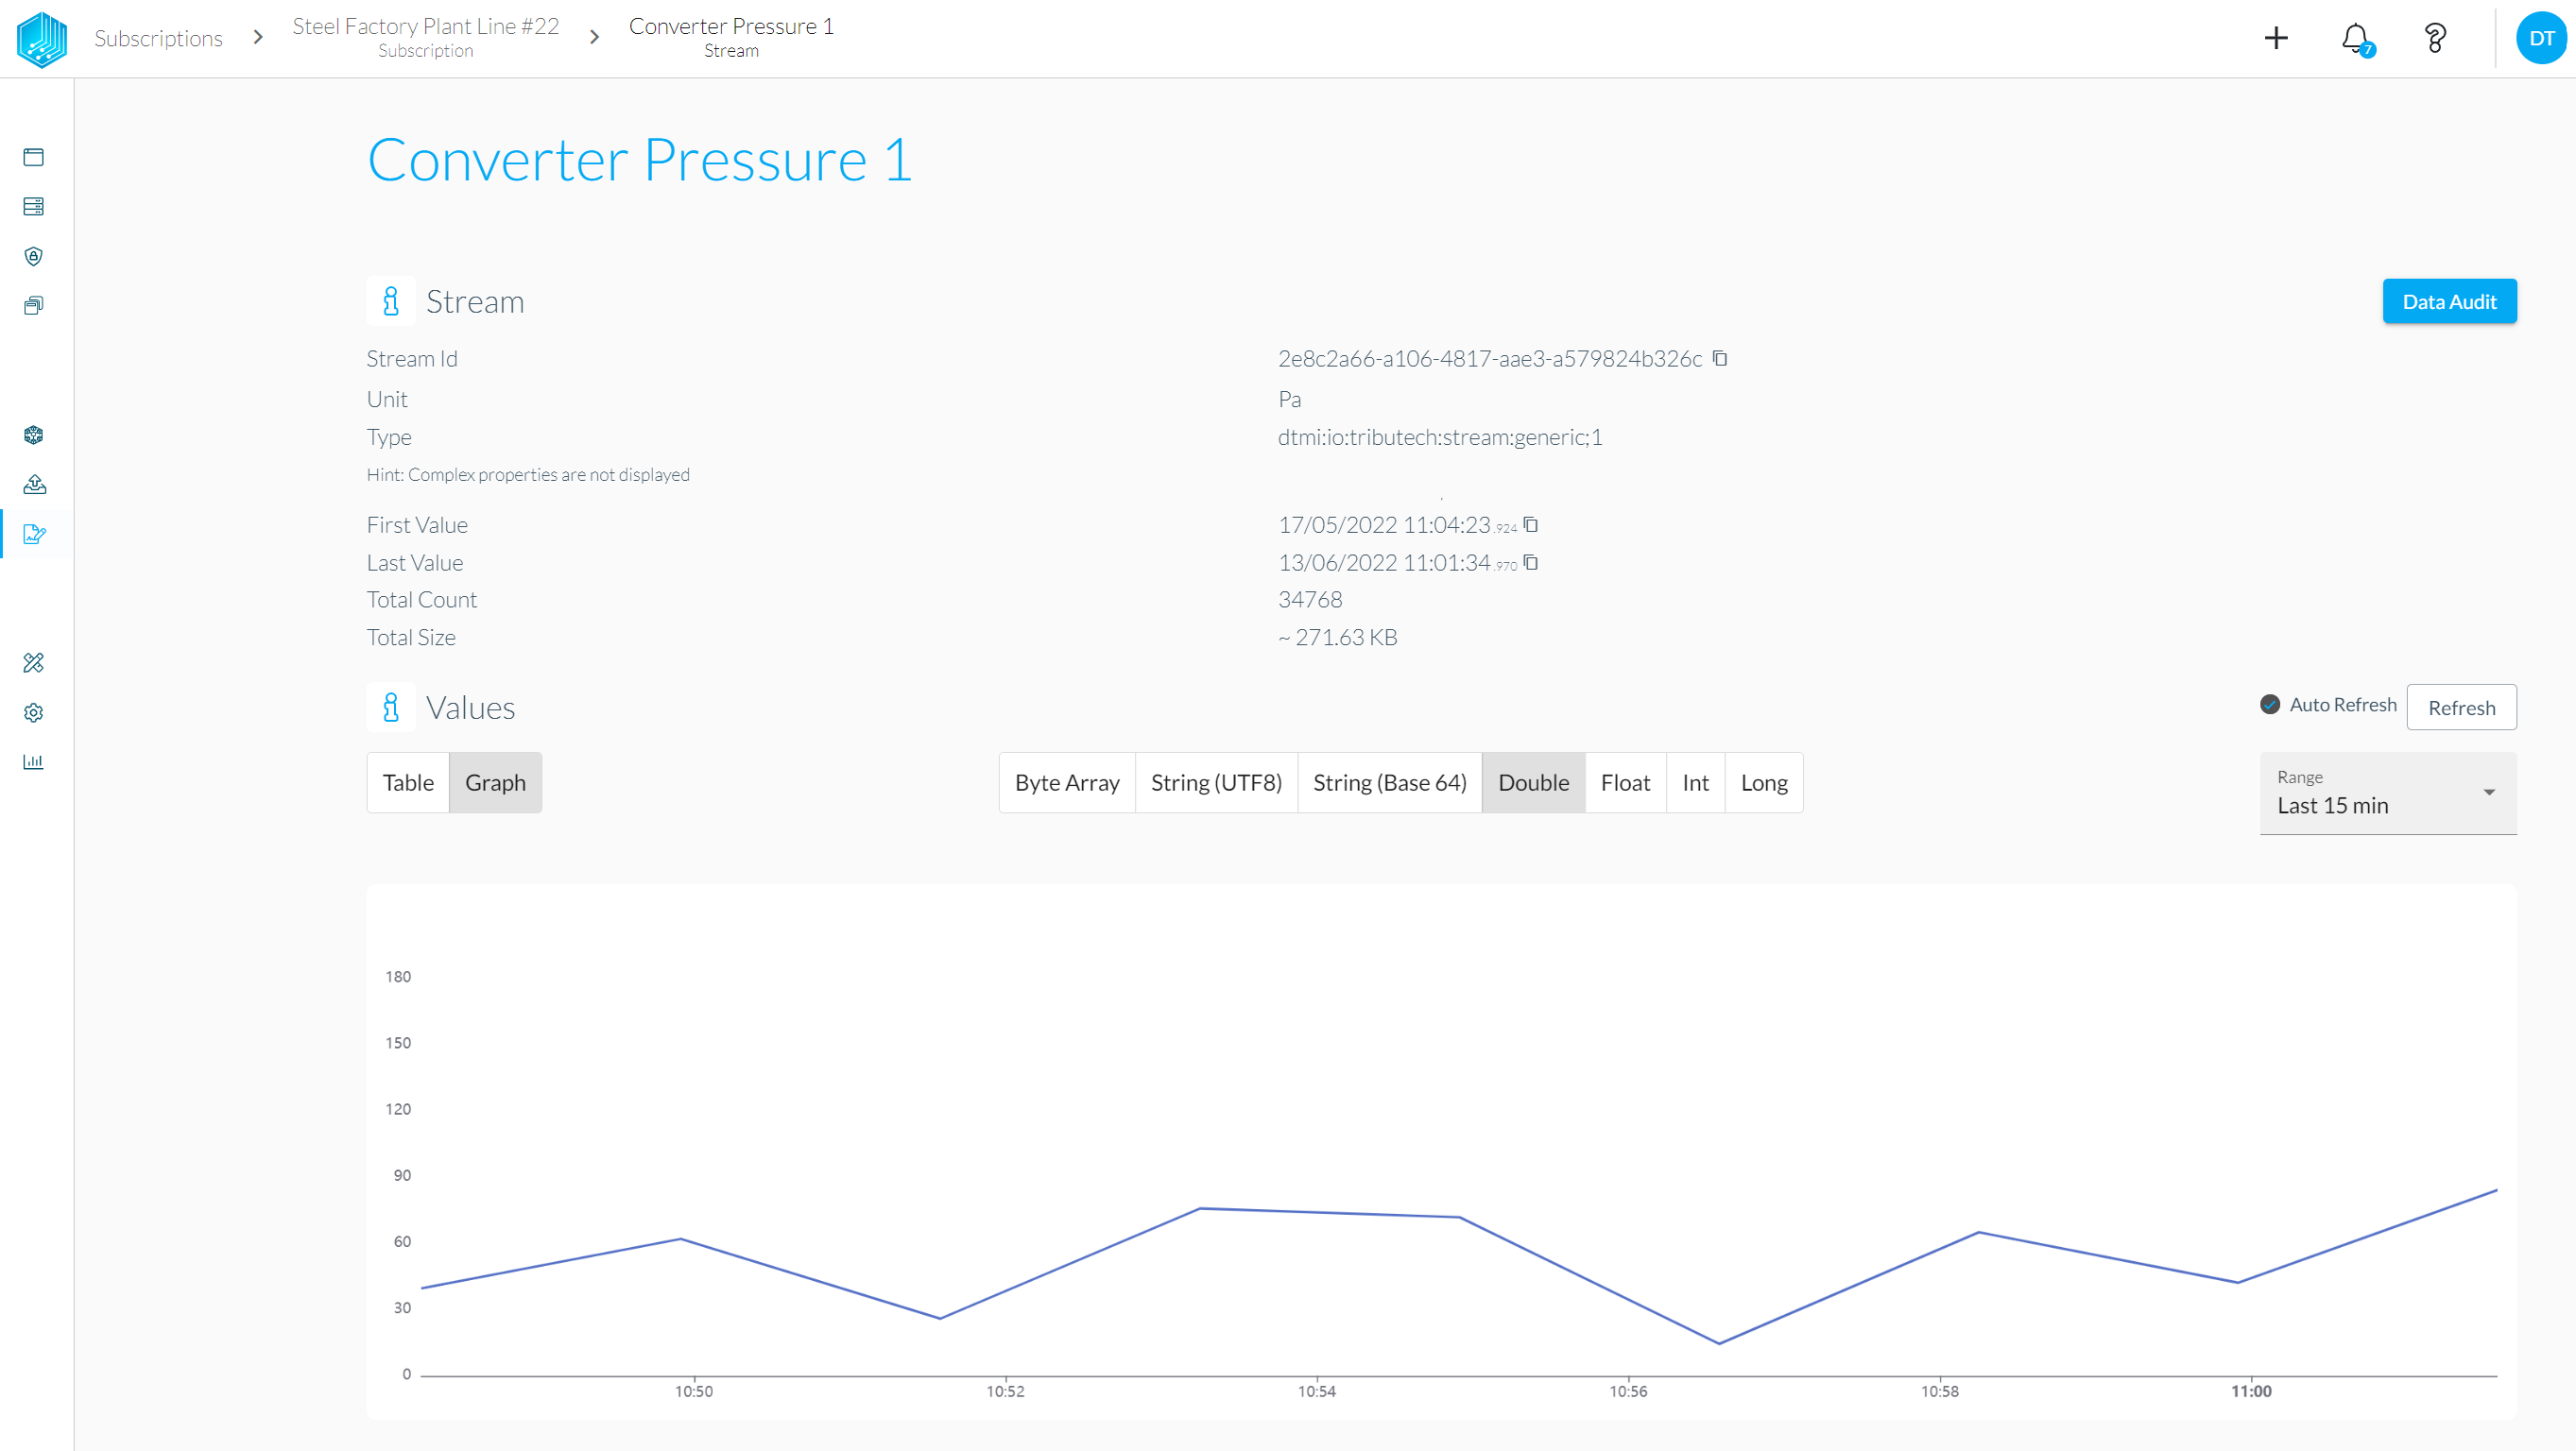 Subscriptions
Steel Factory Plant Line #22
Subscription
Converter Pressure 1
Stream
7
DT
Converter Pressure 1
Stream
Data Audit
Stream Id 2e8c2a66-a106-4817-aae3-a579824b326c
Unit Pa
Type dtmi:io:tributech:stream:generic;1
Hint: Complex properties are not displayed
First Value 17/05/2022 11:04:23.924
Last Value 13/06/2022 11:01:34.970
Total Count 34768
Total Size ~ 271.63 KB
Values
Auto Refresh Refresh
Table Graph Byte Array String (UTF8) String (Base 64) Double Float Int Long
Range
Last 15 min
180
150
120
90
60
30
0
10:50 10:52 10:54 10:56 10:58 11:00